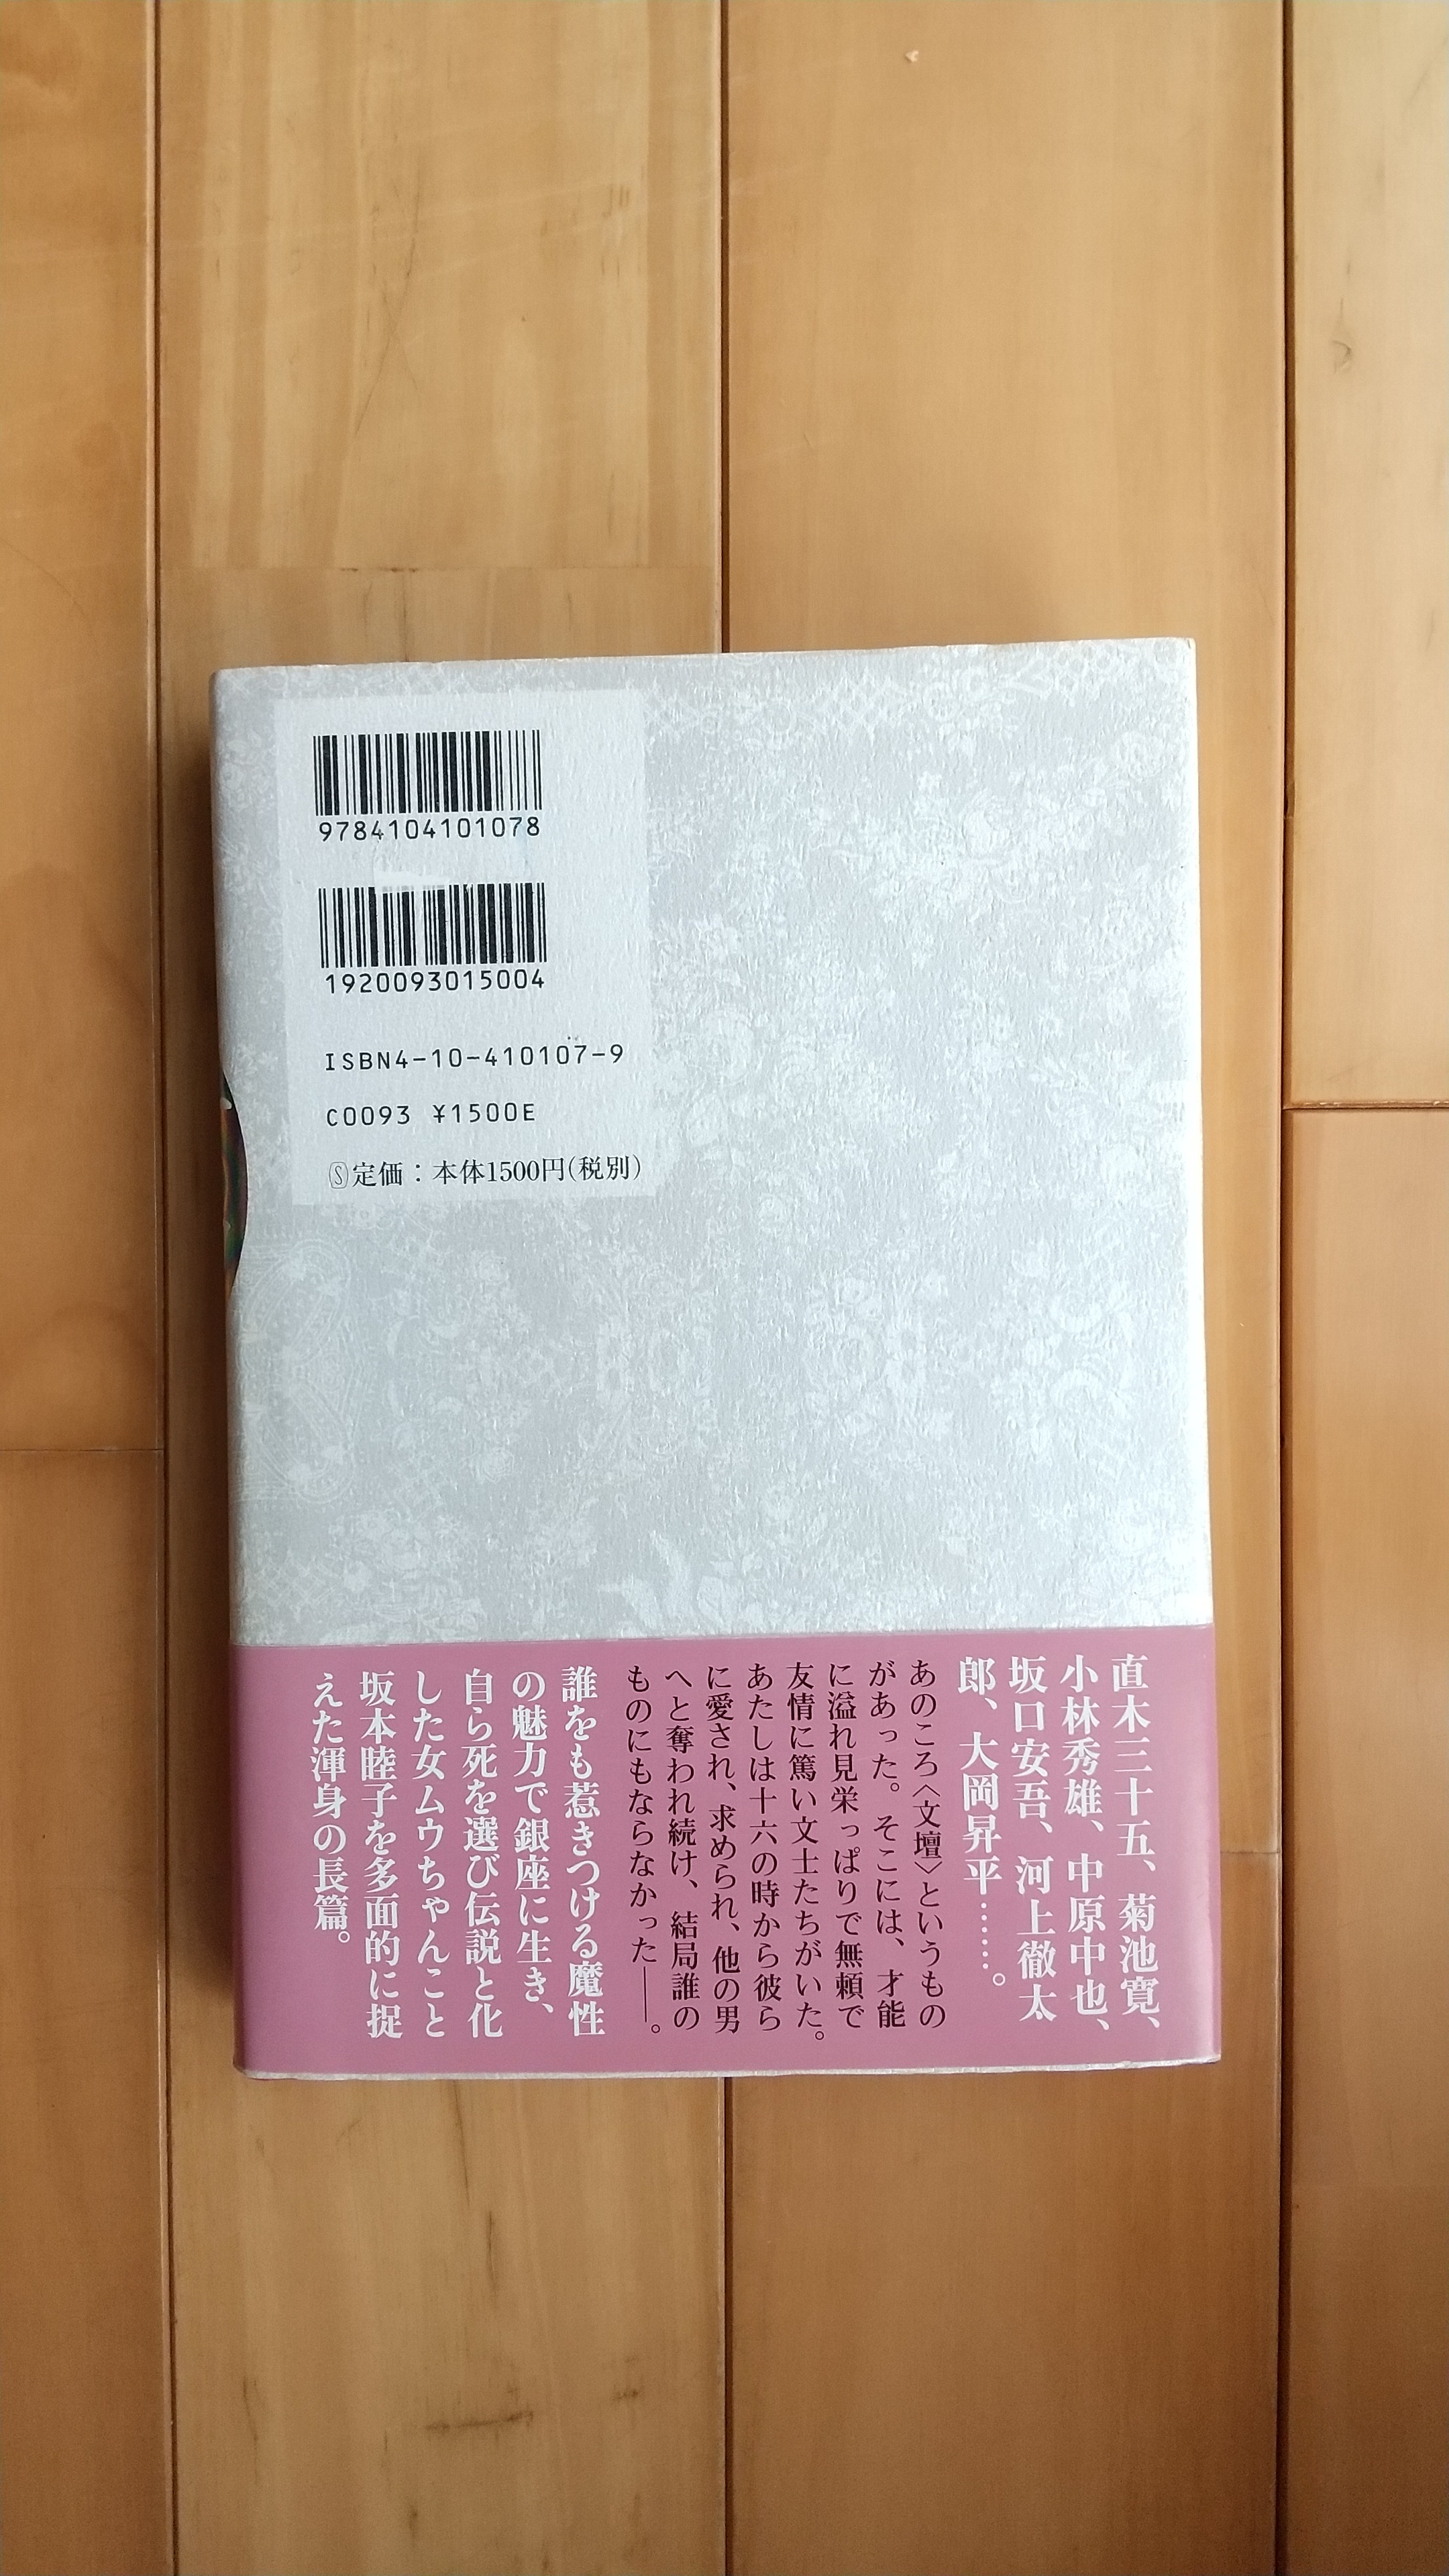 9784104101078
1920093015004
ISBN4-10-410107-9
C0093 ¥1500E
Ⓢ定価：本体1500円(税別)
直木三十五、菊池寛、
小林秀雄、中原中也、
坂口安吾、河上徹太
郎、大岡昇平……。
あのころ〈文壇〉というもの
があった。そこには、才能
に溢れ見栄っぱりで無頼で
友情に篤い文士たちがいた。
あたしは十六の時から彼ら
に愛され、求められ、他の男
へと奪われ続け、結局誰の
ものにもならなかった――。
誰をも惹きつける魔性
の魅力で銀座に生き、
自ら死を選び伝説と化
した女ムウちゃんこと
坂本睦子を多面的に捉
えた渾身の長篇。